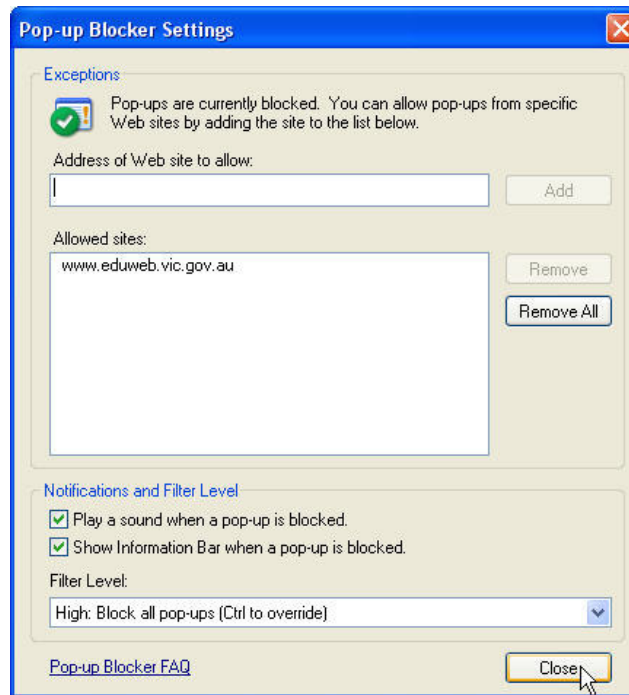 Pop-up Blocker Settings
Exceptions
Pop-ups are currently blocked. You can allow pop-ups from specific
Web sites by adding the site to the list below.
Address of Web site to allow:
Add
Allowed sites:
www.eduweb.vic.gov.au
Remove
Remove All
Notifications and Filter Level
Play a sound when a pop-up is blocked.
Show Information Bar when a pop-up is blocked.
Filter Level:
High: Block all pop-ups (Ctrl to override)
Pop-up Blocker FAQ
Close